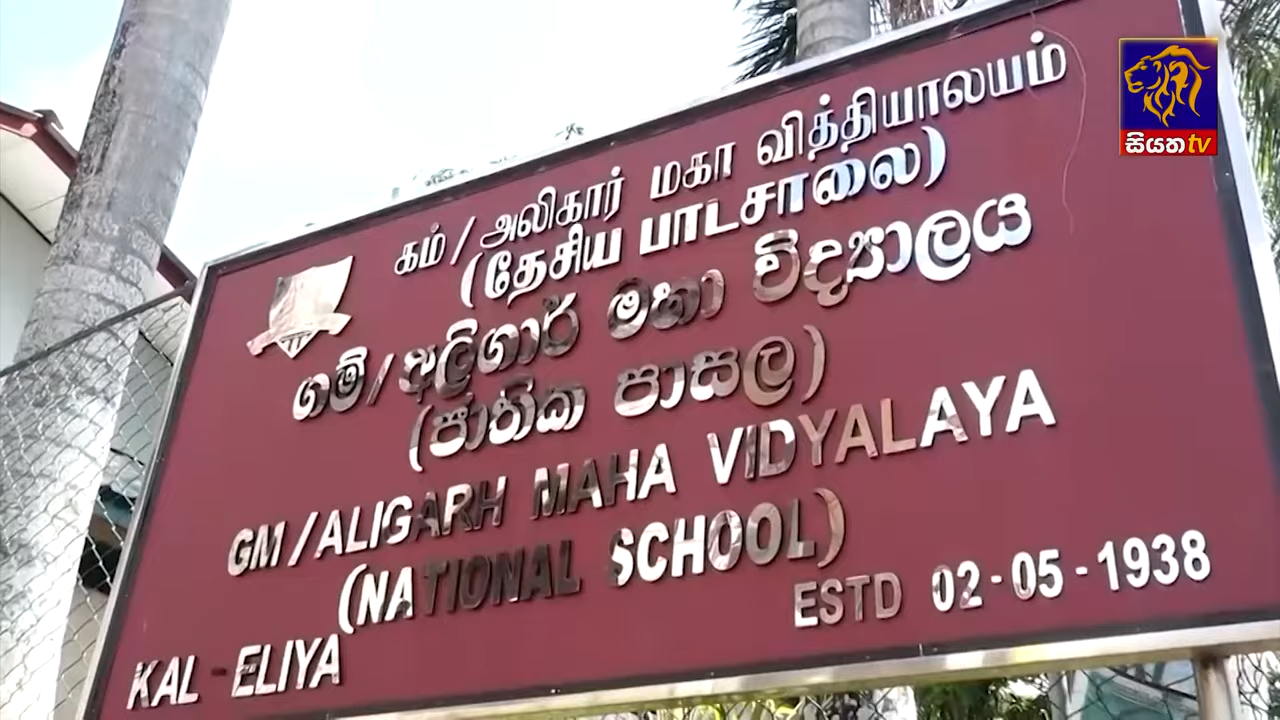 සියත tv
கம் / அலிகார் மகா வித்தியாலயம்
(தேசிய பாடசாலை)
ගම් / අලිගාර් මහා විද්‍යාලය
(ජාතික පාසල)
GM / ALIGARH MAHA VIDYALAYA
(NATIONAL SCHOOL)
ESTD 02-05-1938
KAL - ELIYA